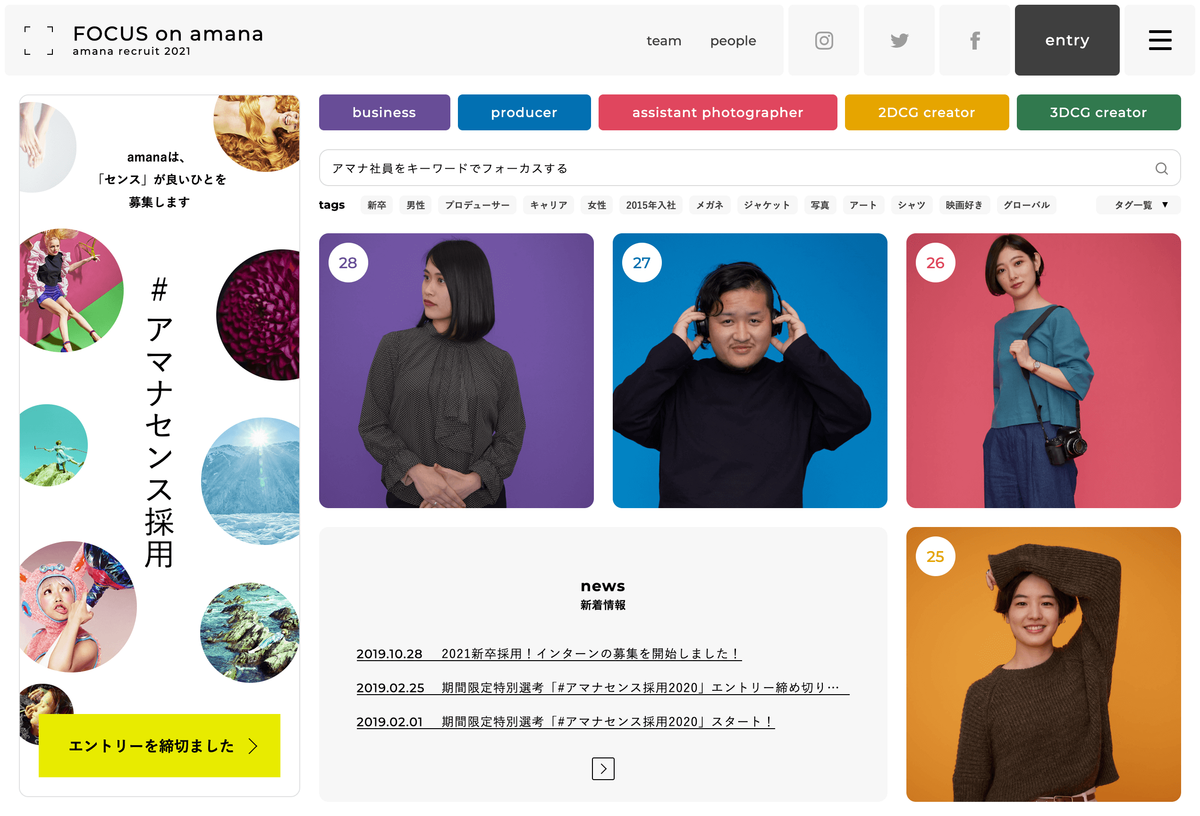 FOCUS on amana
amana recruit 2021
team
people
entry
amanaは、
「センス」が良いひとを
募集します
#アマナセンス採用
エントリーを締切ました
business
producer
assistant photographer
2DCG creator
3DCG creator
アマナ社員をキーワードでフォーカスする
tags
新卒
男性
プロデューサー
キャリア
女性
2015年入社
メガネ
ジャケット
写真
アート
シャツ
映画好き
グローバル
タグ一覧 ▼
28
27
26
news
新着情報
2019.10.28 2021新卒採用！インターンの募集を開始しました！
2019.02.25 期間限定特別選考「#アマナセンス採用2020」エントリー締め切り…
2019.02.01 期間限定特別選考「#アマナセンス採用2020」スタート！
25